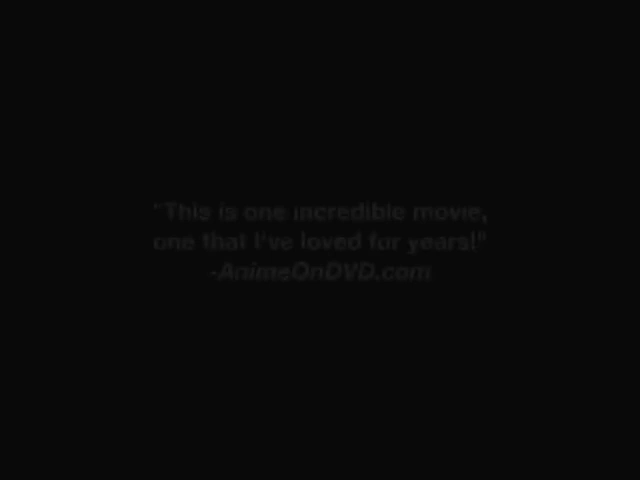 "This is one incredible movie,
one that I've loved for years!"
-AnimeOnDVD.com